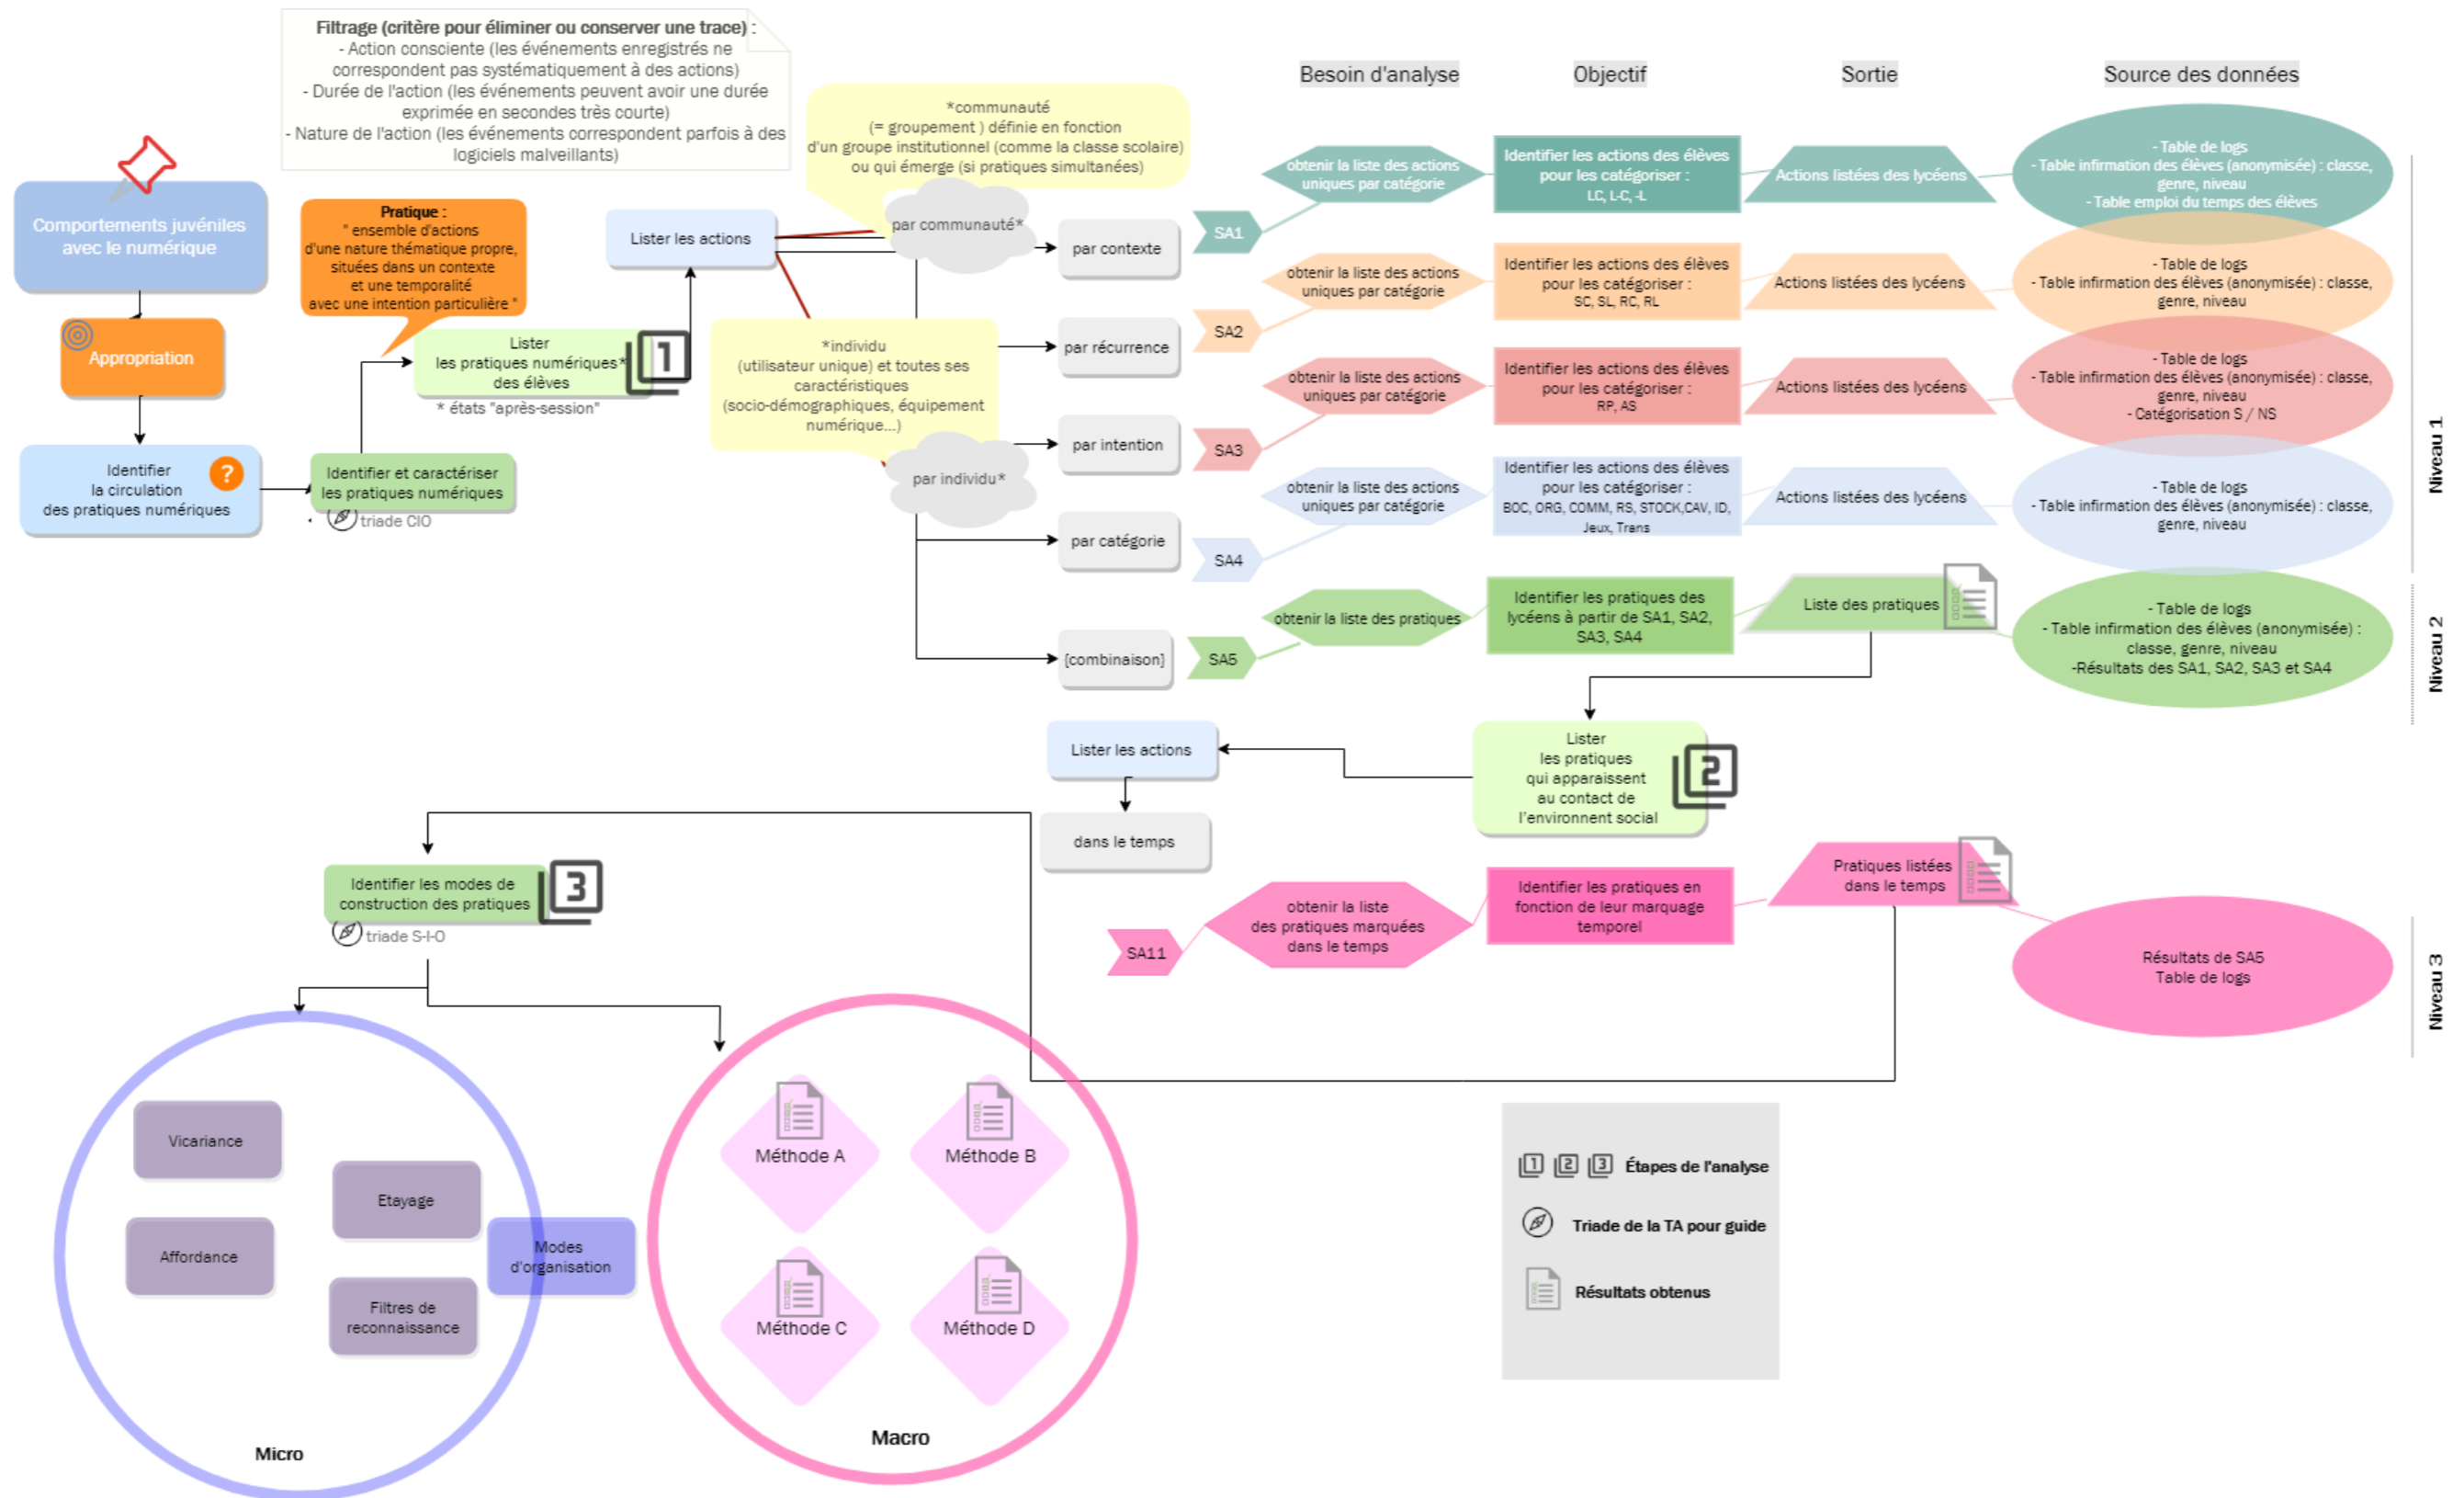 Filtrage (critère pour éliminer ou conserver une trace) :
- Action consciente (les événements enregistrés ne
correspondent pas systématiquement à des actions)
- Durée de l'action (les événements peuvent avoir une durée
exprimée en secondes très courte)
- Nature de l'action (les événements correspondent parfois à des
logiciels malveillants)
Comportements juvéniles
avec le numérique
Appropriation
Identifier
la circulation
des pratiques numériques
?
Identifier et caractériser
les pratiques numériques
triade CIO
Pratique :
" ensemble d'actions
d'une nature thématique propre,
situées dans un contexte
et une temporalité
avec une intention particulière "
Lister
les pratiques numériques*
des élèves
1
* états "après-session"
Lister les actions
*communauté
(= groupement ) définie en fonction
d'un groupe institutionnel (comme la classe scolaire)
ou qui émerge (si pratiques simultanées)
par communauté*
*individu
(utilisateur unique) et toutes ses
caractéristiques
(socio-démographiques, équipement
numérique...)
par individu*
par contexte
par récurrence
par intention
par catégorie
{combinaison}
Besoin d'analyse
Objectif
Sortie
Source des données
SA1
obtenir la liste des actions
uniques par catégorie
Identifier les actions des élèves
pour les catégoriser :
LC, L-C, -L
Actions listées des lycéens
- Table de logs
- Table infirmation des élèves (anonymisée) : classe,
genre, niveau
- Table emploi du temps des élèves
SA2
obtenir la liste des actions
uniques par catégorie
Identifier les actions des élèves
pour les catégoriser :
SC, SL, RC, RL
Actions listées des lycéens
- Table de logs
- Table infirmation des élèves (anonymisée) : classe,
genre, niveau
SA3
obtenir la liste des actions
uniques par catégorie
Identifier les actions des élèves
pour les catégoriser :
RP, AS
Actions listées des lycéens
- Table de logs
- Table infirmation des élèves (anonymisée) : classe,
genre, niveau
- Catégorisation S / NS
SA4
obtenir la liste des actions
uniques par catégorie
Identifier les actions des élèves
pour les catégoriser :
BOC, ORG, COMM, RS, STOCK,CAV, ID,
Jeux, Trans
Actions listées des lycéens
- Table de logs
- Table infirmation des élèves (anonymisée) : classe,
genre, niveau
Niveau 1
SA5
obtenir la liste des pratiques
Identifier les pratiques des
lycéens à partir de SA1, SA2,
SA3, SA4
Liste des pratiques
- Table de logs
- Table infirmation des élèves (anonymisée) :
classe, genre, niveau
-Résultats des SA1, SA2, SA3 et SA4
Niveau 2
Lister
les pratiques
qui apparaissent
au contact de
l'environnent social
2
Lister les actions
dans le temps
SA11
obtenir la liste
des pratiques marquées
dans le temps
Identifier les pratiques en
fonction de leur marquage
temporel
Pratiques listées
dans le temps
Résultats de SA5
Table de logs
Niveau 3
Identifier les modes de
construction des pratiques
3
triade S-I-O
Vicariance
Etayage
Affordance
Modes
d'organisation
Filtres de
reconnaissance
Micro
Méthode A
Méthode B
Méthode C
Méthode D
Macro
1 2 3 Étapes de l'analyse
Triade de la TA pour guide
Résultats obtenus